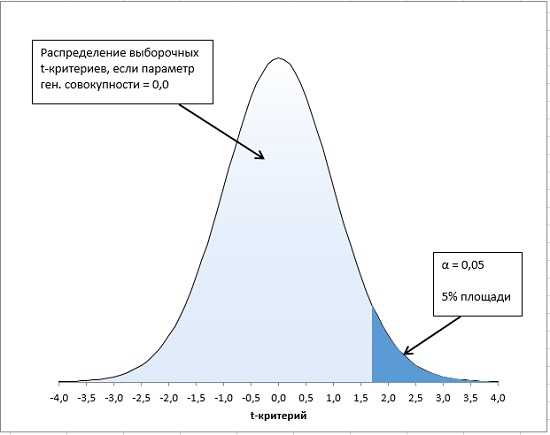 Распределение выборочных
t-критериев, если параметр
ген. совокупности = 0,0
α = 0,05
5% площади
-4,0 -3,5 -3,0 -2,5 -2,0 -1,5 -1,0 -0,5 0,0 0,5 1,0 1,5 2,0 2,5 3,0 3,5 4,0
t-критерий